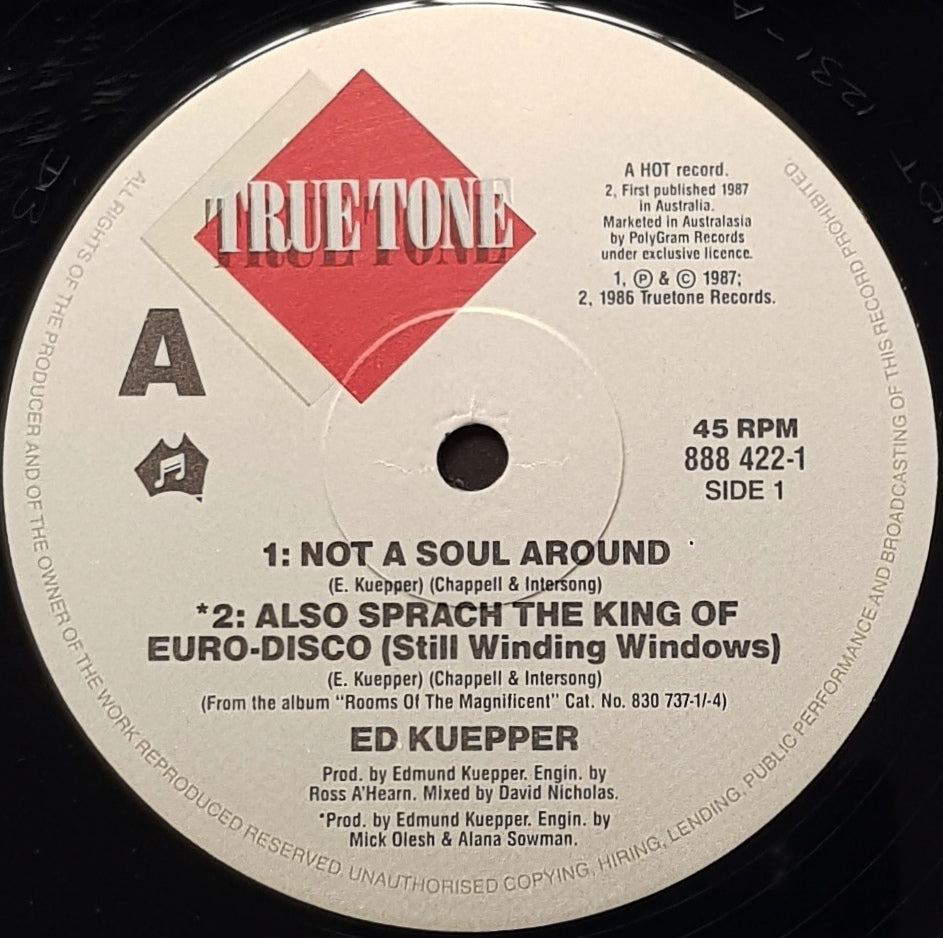 TRUETONE
A HOT record.
2, First published 1987
in Australia.
Marketed in Australasia
by PolyGram Records
under exclusive licence.
1, ℗ & © 1987;
2, 1986 Truetone Records.
A
45 RPM
888 422-1
SIDE 1
1: NOT A SOUL AROUND
(E. Kuepper) (Chappell & Intersong)
*2: ALSO SPRACH THE KING OF
EURO-DISCO (Still Winding Windows)
(E. Kuepper) (Chappell & Intersong)
(From the album "Rooms Of The Magnificent" Cat. No. 830 737-1/-4)
ED KUEPPER
Prod. by Edmund Kuepper. Engin. by
Ross A'Hearn. Mixed by David Nicholas.
*Prod. by Edmund Kuepper. Engin. by
Mick Olesh & Alana Sowman.
ALL RIGHTS OF THE PRODUCER AND OF THE OWNER OF THE WORK REPRODUCED RESERVED. UNAUTHORISED COPYING, HIRING, LENDING, PUBLIC PERFORMANCE AND BROADCASTING OF THIS RECORD PROHIBITED.